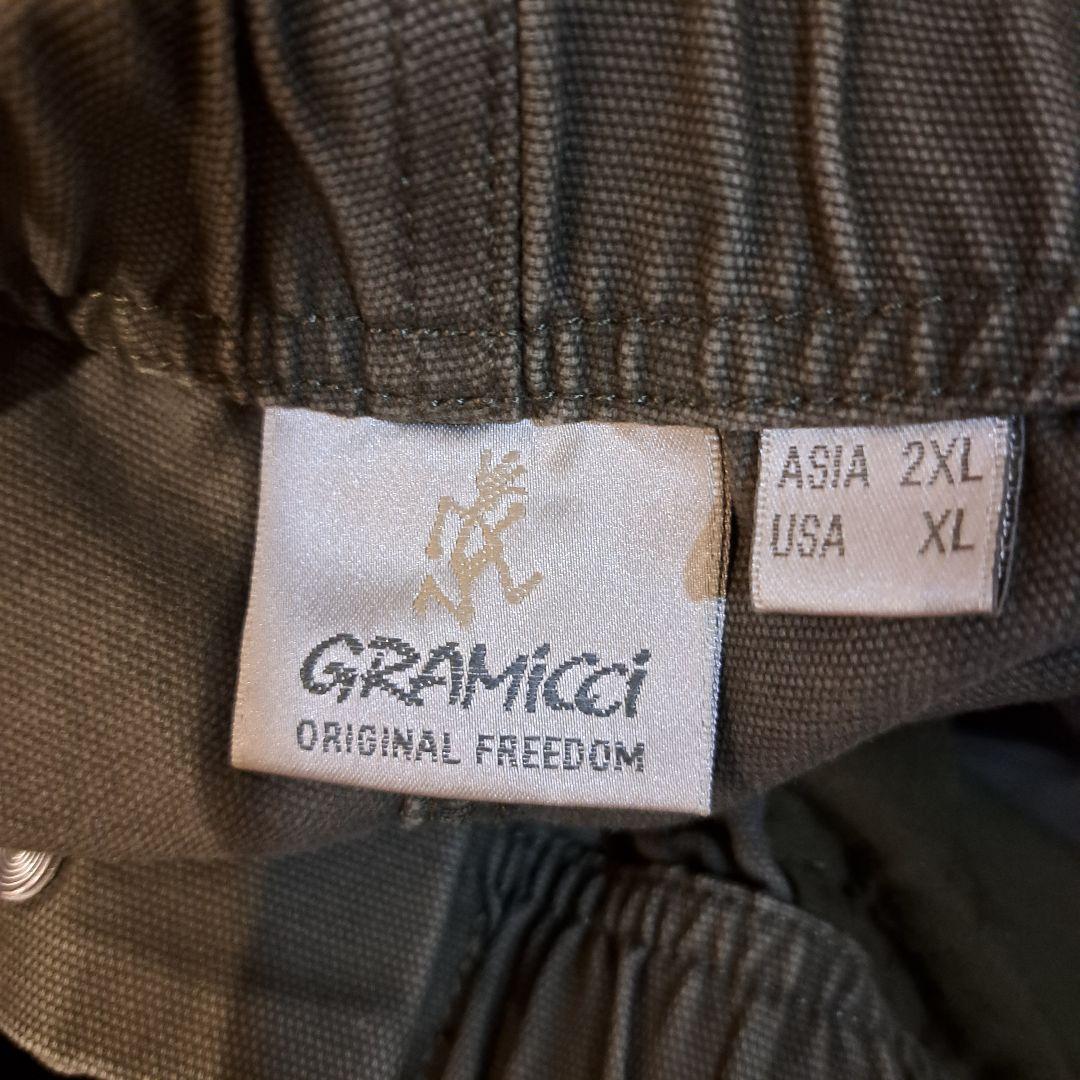 GRAMiCCi
ORIGINAL FREEDOM
ASIA 2XL
USA XL